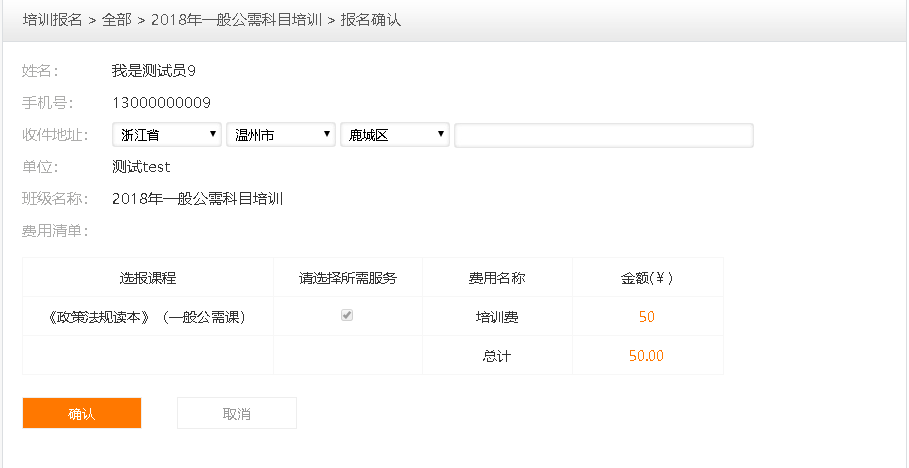 培训报名 > 全部 > 2018年一般公需科目培训 > 报名确认
姓名： 我是测试员9
手机号： 13000000009
收件地址： 浙江省 温州市 鹿城区
单位： 测试test
班级名称： 2018年一般公需科目培训
费用清单：
选报课程 请选择所需服务 费用名称 金额(￥)
《政策法规读本》（一般公需课） 培训费 50
总计 50.00
确认 取消